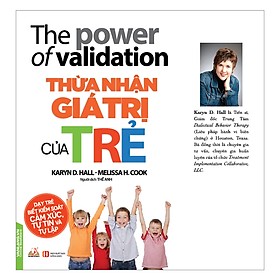 The power
of validation
THỪA NHẬN
GIÁ TRỊ
CỦA TRẺ
KARYN D. HALL - MELISSA H. COOK
Người dịch: THẾ ANH
DẠY TRẺ
BIẾT KIỂM SOÁT
CẢM XÚC,
TỰ TIN VÀ
TỰ LẬP
Karyn D. Hall là Tiến sĩ,
Giám đốc Trung Tâm
Dialectical Behavior Therapy
(Liệu pháp hành vi biện
chứng) ở Houston, Texas.
Bà đồng thời là chuyên gia
tư vấn, chuyên gia huấn
luyện của tổ chức Treatment
Implementation Collaborative,
LLC.